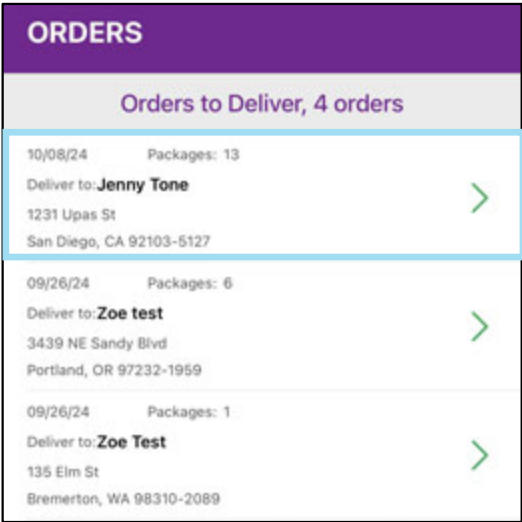 ORDERS
Orders to Deliver, 4 orders
10/08/24 Packages: 13
Deliver to:Jenny Tone
1231 Upas St
San Diego, CA 92103-5127
09/26/24 Packages: 6
Deliver to:Zoe test
3439 NE Sandy Blvd
Portland, OR 97232-1959
09/26/24 Packages: 1
Deliver to:Zoe Test
135 Elm St
Bremerton, WA 98310-2089